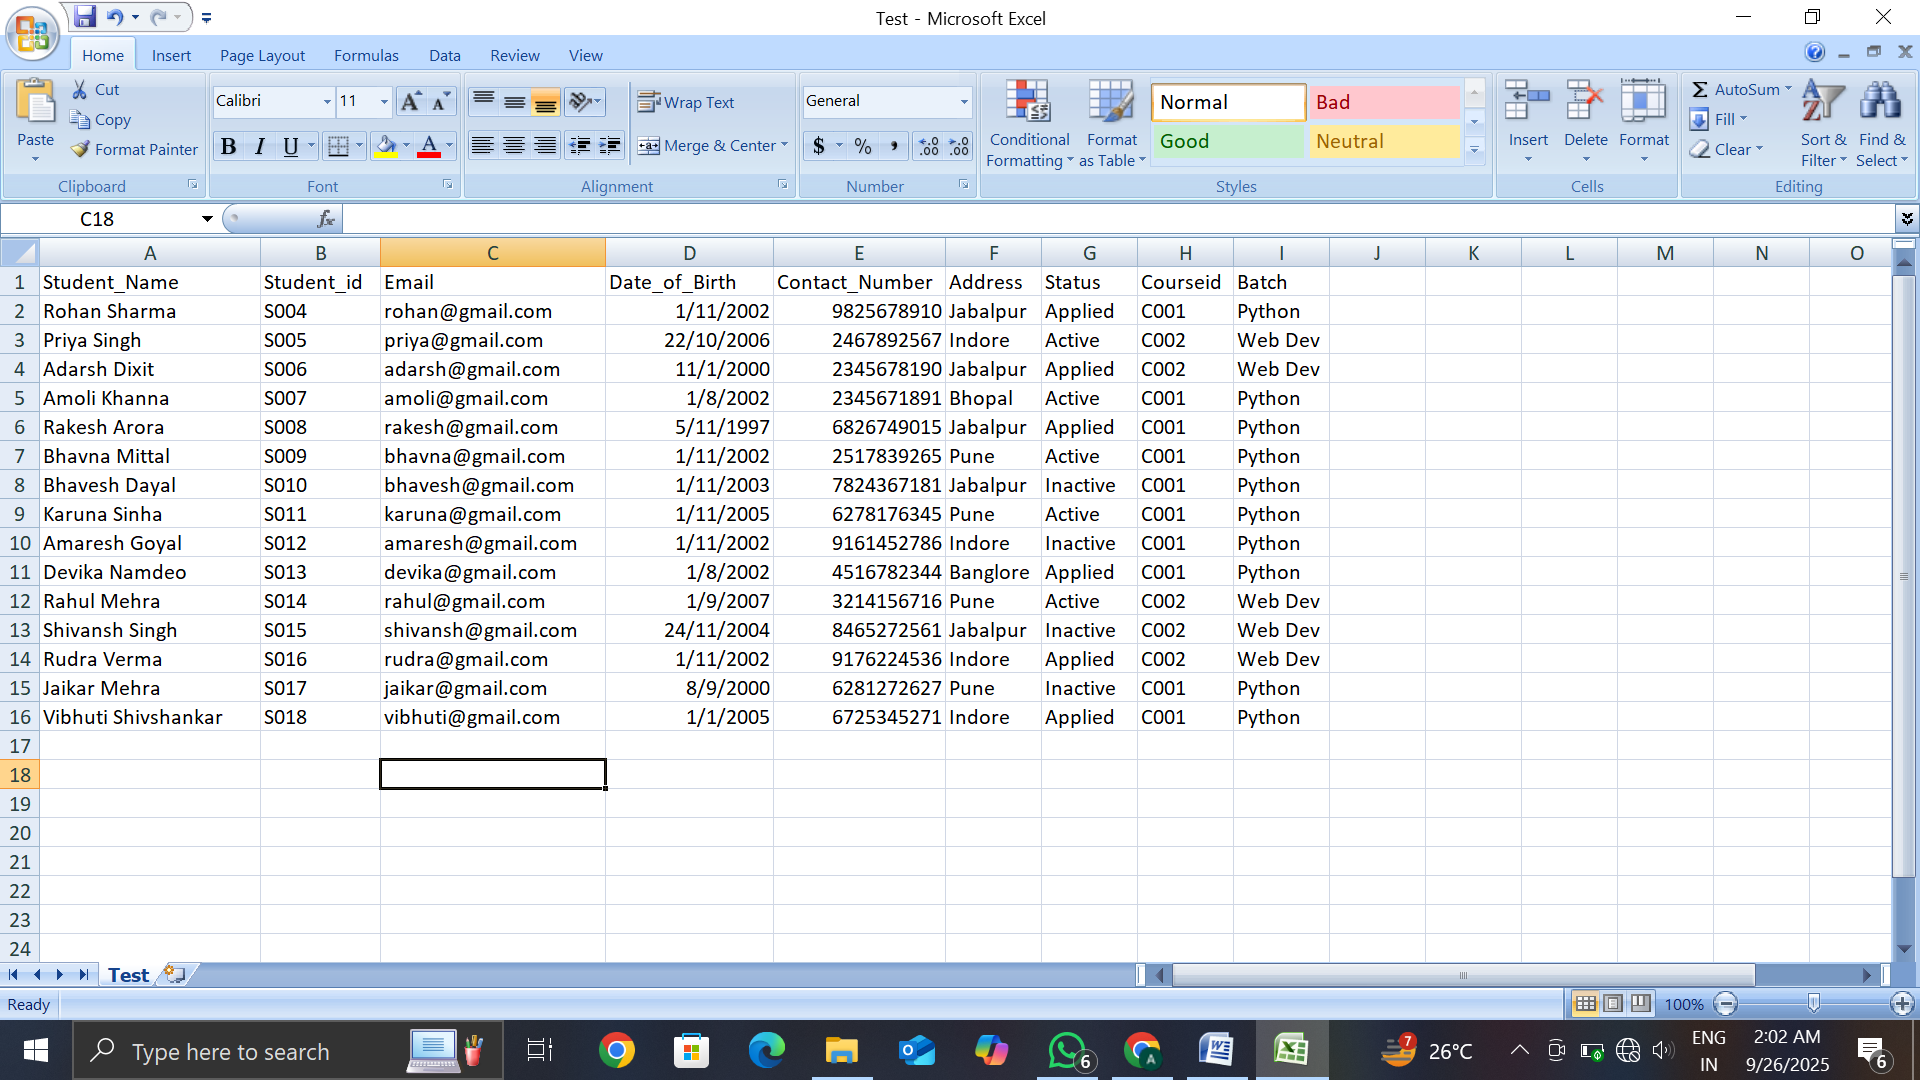 Test - Microsoft Excel
Home Insert Page Layout Formulas Data Review View
Paste Cut Copy Format Painter Clipboard
Calibri 11 A A B I U A Font
Wrap Text Merge & Center Alignment
General $ % , .00 .00 Number
Conditional Formatting Format as Table Normal Bad Good Neutral Styles
Insert Delete Format Cells
Σ AutoSum Fill Clear Sort & Filter Find & Select Editing
C18 fx
A B C D E F G H I J K L M N O
1 Student_Name Student_id Email Date_of_Birth Contact_Number Address Status Courseid Batch
2 Rohan Sharma S004 rohan@gmail.com 1/11/2002 9825678910 Jabalpur Applied C001 Python
3 Priya Singh S005 priya@gmail.com 22/10/2006 2467892567 Indore Active C002 Web Dev
4 Adarsh Dixit S006 adarsh@gmail.com 11/1/2000 2345678190 Jabalpur Applied C002 Web Dev
5 Amoli Khanna S007 amoli@gmail.com 1/8/2002 2345671891 Bhopal Active C001 Python
6 Rakesh Arora S008 rakesh@gmail.com 5/11/1997 6826749015 Jabalpur Applied C001 Python
7 Bhavna Mittal S009 bhavna@gmail.com 1/11/2002 2517839265 Pune Active C001 Python
8 Bhavesh Dayal S010 bhavesh@gmail.com 1/11/2003 7824367181 Jabalpur Inactive C001 Python
9 Karuna Sinha S011 karuna@gmail.com 1/11/2005 6278176345 Pune Active C001 Python
10 Amaresh Goyal S012 amaresh@gmail.com 1/11/2002 9161452786 Indore Inactive C001 Python
11 Devika Namdeo S013 devika@gmail.com 1/8/2002 4516782344 Banglore Applied C001 Python
12 Rahul Mehra S014 rahul@gmail.com 1/9/2007 3214156716 Pune Active C002 Web Dev
13 Shivansh Singh S015 shivansh@gmail.com 24/11/2004 8465272561 Jabalpur Inactive C002 Web Dev
14 Rudra Verma S016 rudra@gmail.com 1/11/2002 9176224536 Indore Applied C002 Web Dev
15 Jaikar Mehra S017 jaikar@gmail.com 8/9/2000 6281272627 Pune Inactive C001 Python
16 Vibhuti Shivshankar S018 vibhuti@gmail.com 1/1/2005 6725345271 Indore Applied C001 Python
17
18
19
20
21
22
23
24
Test
Ready 100%
Type here to search 6 A 7 26°C ENG IN 2:02 AM 9/26/2025 6